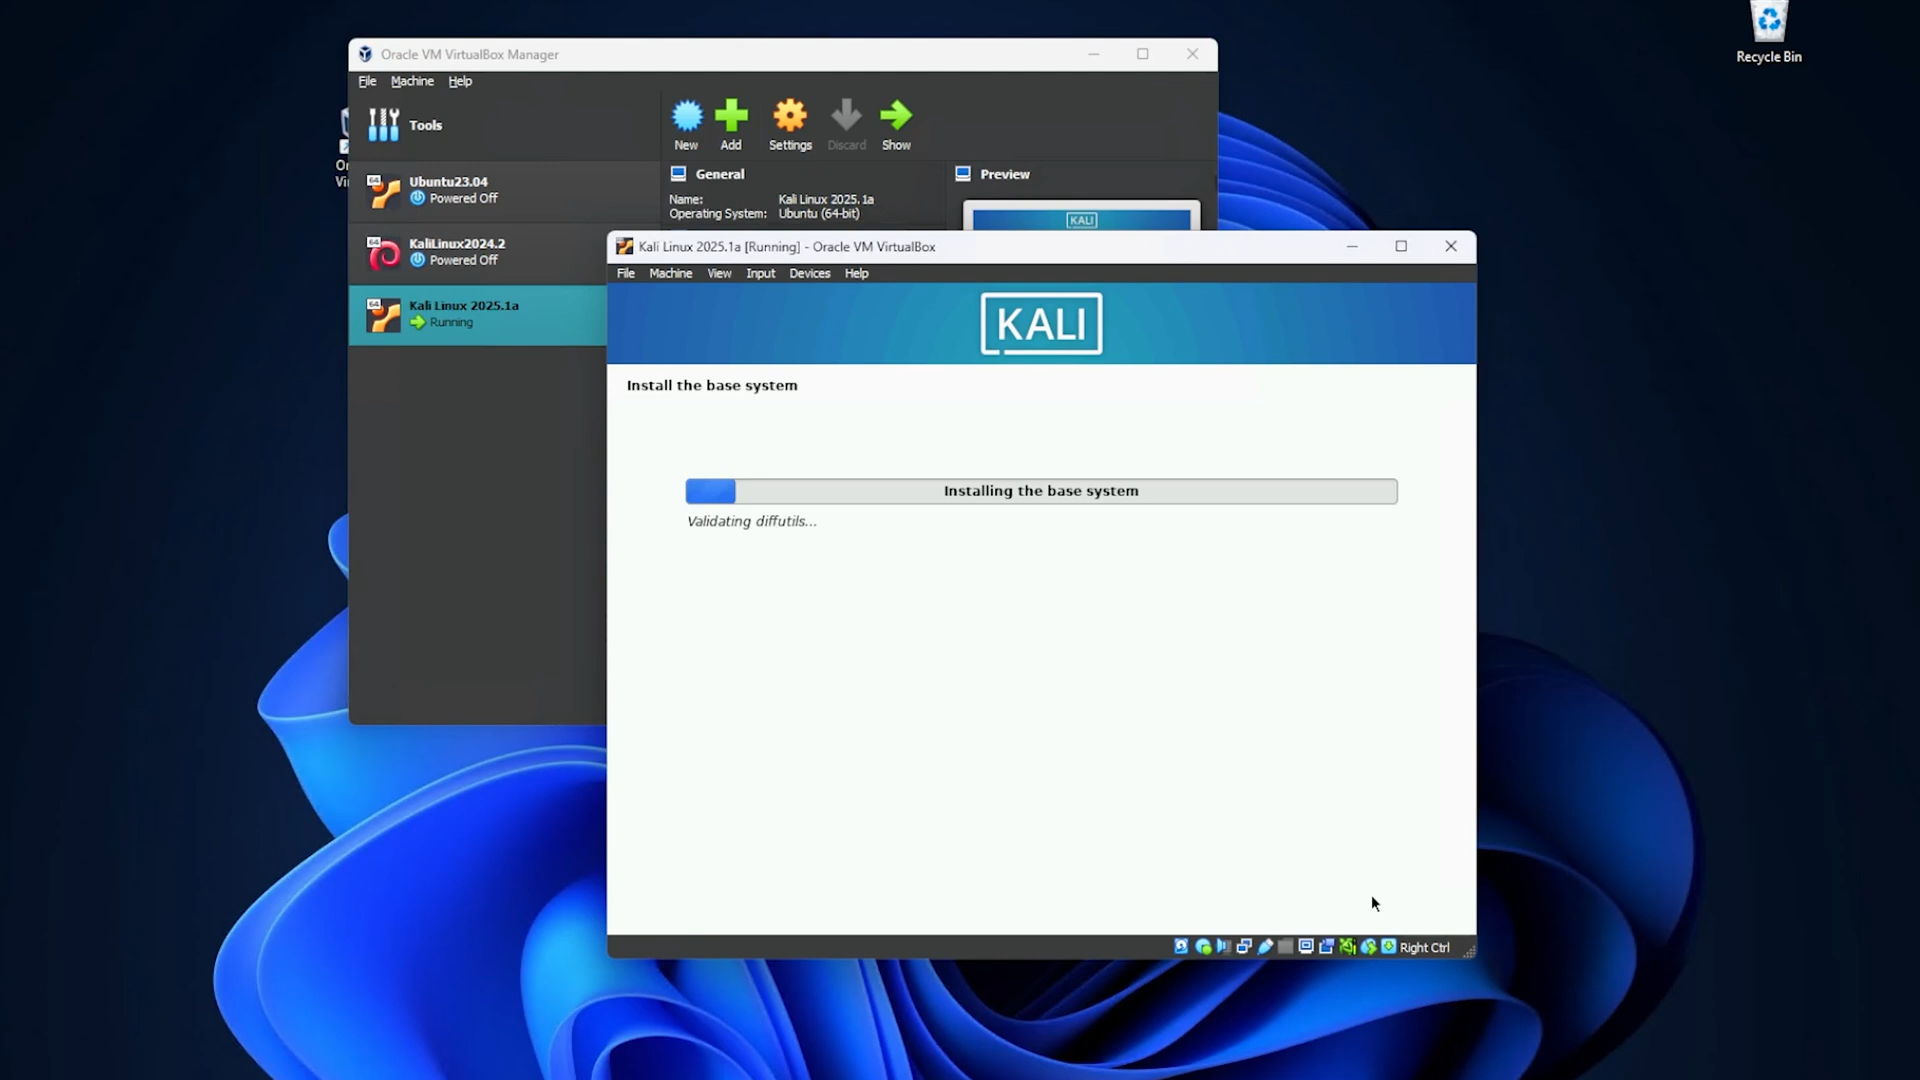 Recycle Bin
Oracle VM VirtualBox Manager
File Machine Help
Tools
New Add Settings Discard Show
64 Ubuntu23.04
Powered Off
64 KaliLinux2024.2
Powered Off
64 Kali Linux 2025.1a
Running
General
Name: Kali Linux 2025.1a
Operating System: Ubuntu (64-bit)
Preview
KALI
Kali Linux 2025.1a [Running] - Oracle VM VirtualBox
File Machine View Input Devices Help
KALI
Install the base system
Installing the base system
Validating diffutils...
Right Ctrl